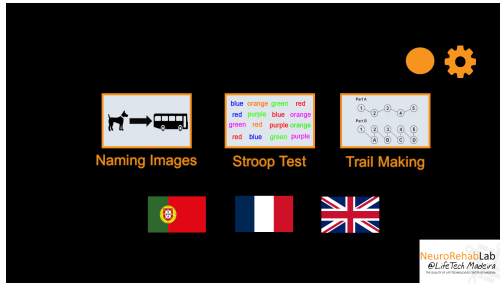 blue orange green red
red purple blue orange
green red purple orange
red blue green purple
Part A
1 2 3 4 5
Part B
1 2 3 4 5 6
A B C D
Naming Images
Stroop Test
Trail Making
NeuroRehabLab
@LifeTech Madeira